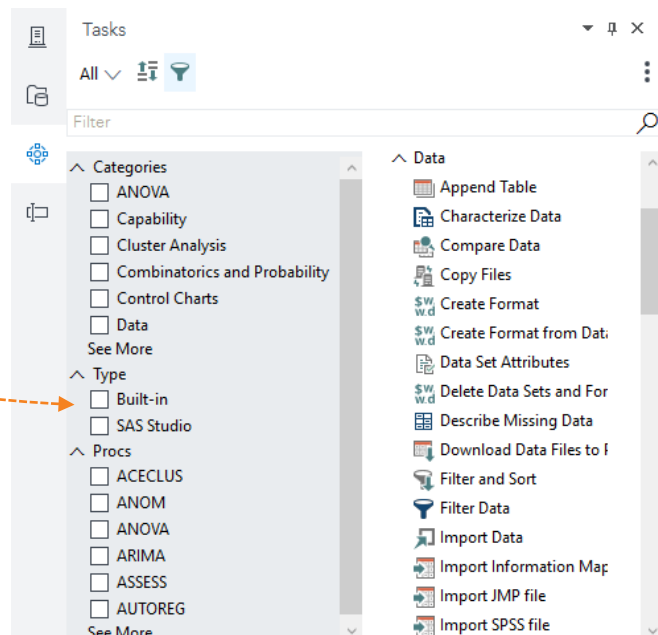 Tasks
All
Filter
Categories
ANOVA
Capability
Cluster Analysis
Combinatorics and Probability
Control Charts
Data
See More
Type
Built-in
SAS Studio
Procs
ACECLUS
ANOM
ANOVA
ARIMA
ASSESS
AUTOREG
See More
Data
Append Table
Characterize Data
Compare Data
Copy Files
$w w.d Create Format
$w w.d Create Format from Data
Data Set Attributes
$w w.d Delete Data Sets and For
Describe Missing Data
Download Data Files to
Filter and Sort
Filter Data
Import Data
Import Information Map
Import JMP file
Import SPSS file